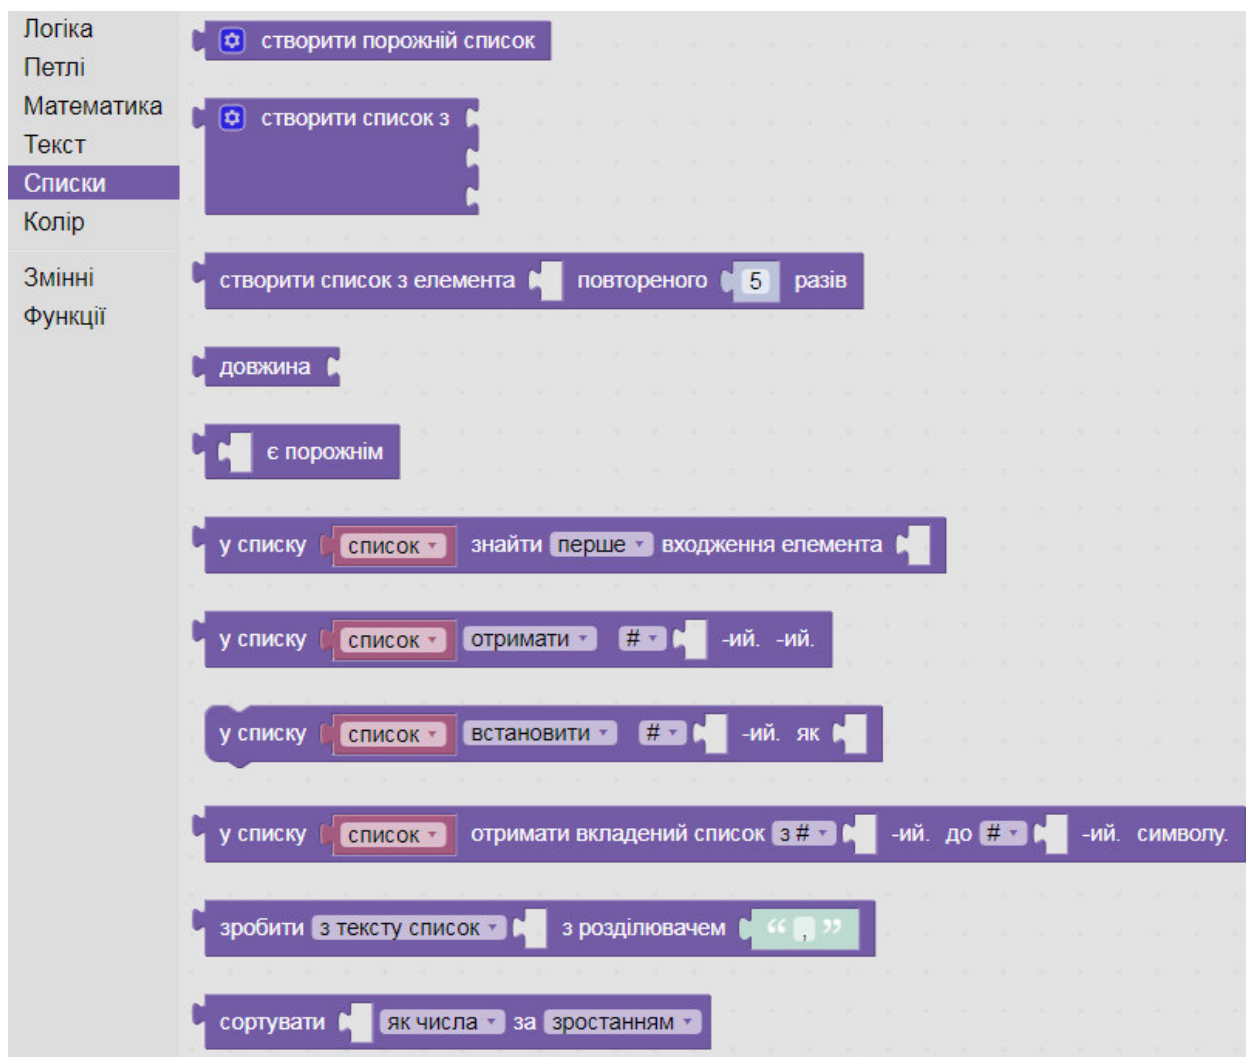 Логіка
Петлі
Математика
Текст
Списки
Колір
Змінні
Функції
створити порожній список
створити список з
створити список з елемента повтореного 5 разів
довжина
є порожнім
у списку список знайти перше входження елемента
у списку список отримати # -ий. -ий.
у списку список встановити # -ий. як
у списку список отримати вкладений список з # -ий. до # -ий. символу.
зробити з тексту список з розділювачем “ , ”
сортувати як числа за зростанням